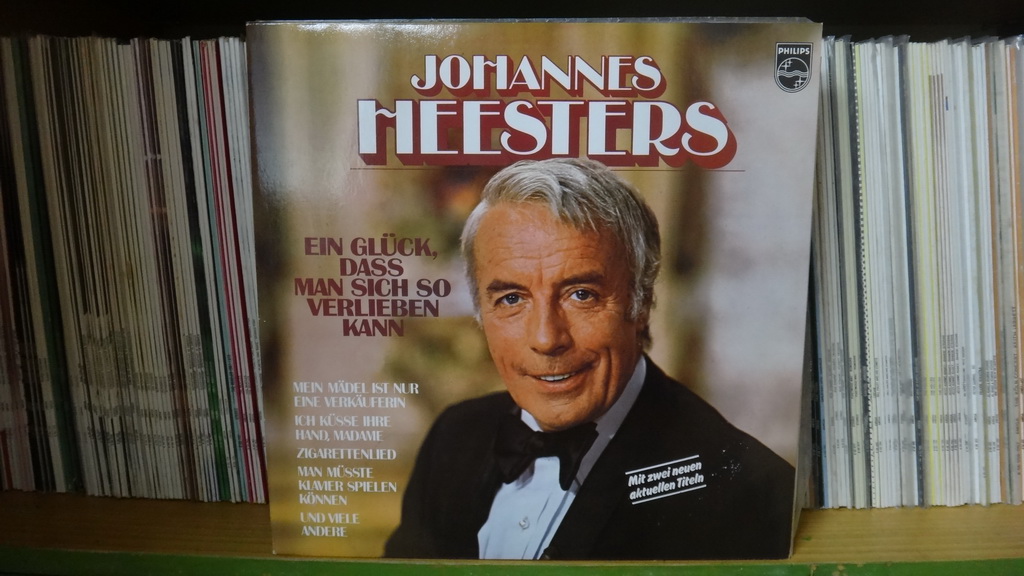 JOHANNES
HEESTERS
PHILIPS
EIN GLÜCK,
DASS
MAN SICH SO
VERLIEBEN
KANN
MEIN MÄDEL IST NUR
EINE VERKÄUFERIN
ICH KÜSSE IHRE
HAND, MADAME
ZIGARETTENLIED
MAN MÜSSTE
KLAVIER SPIELEN
KÖNNEN
UND VIELE
ANDERE
Mit zwei neuen
aktuellen Titeln